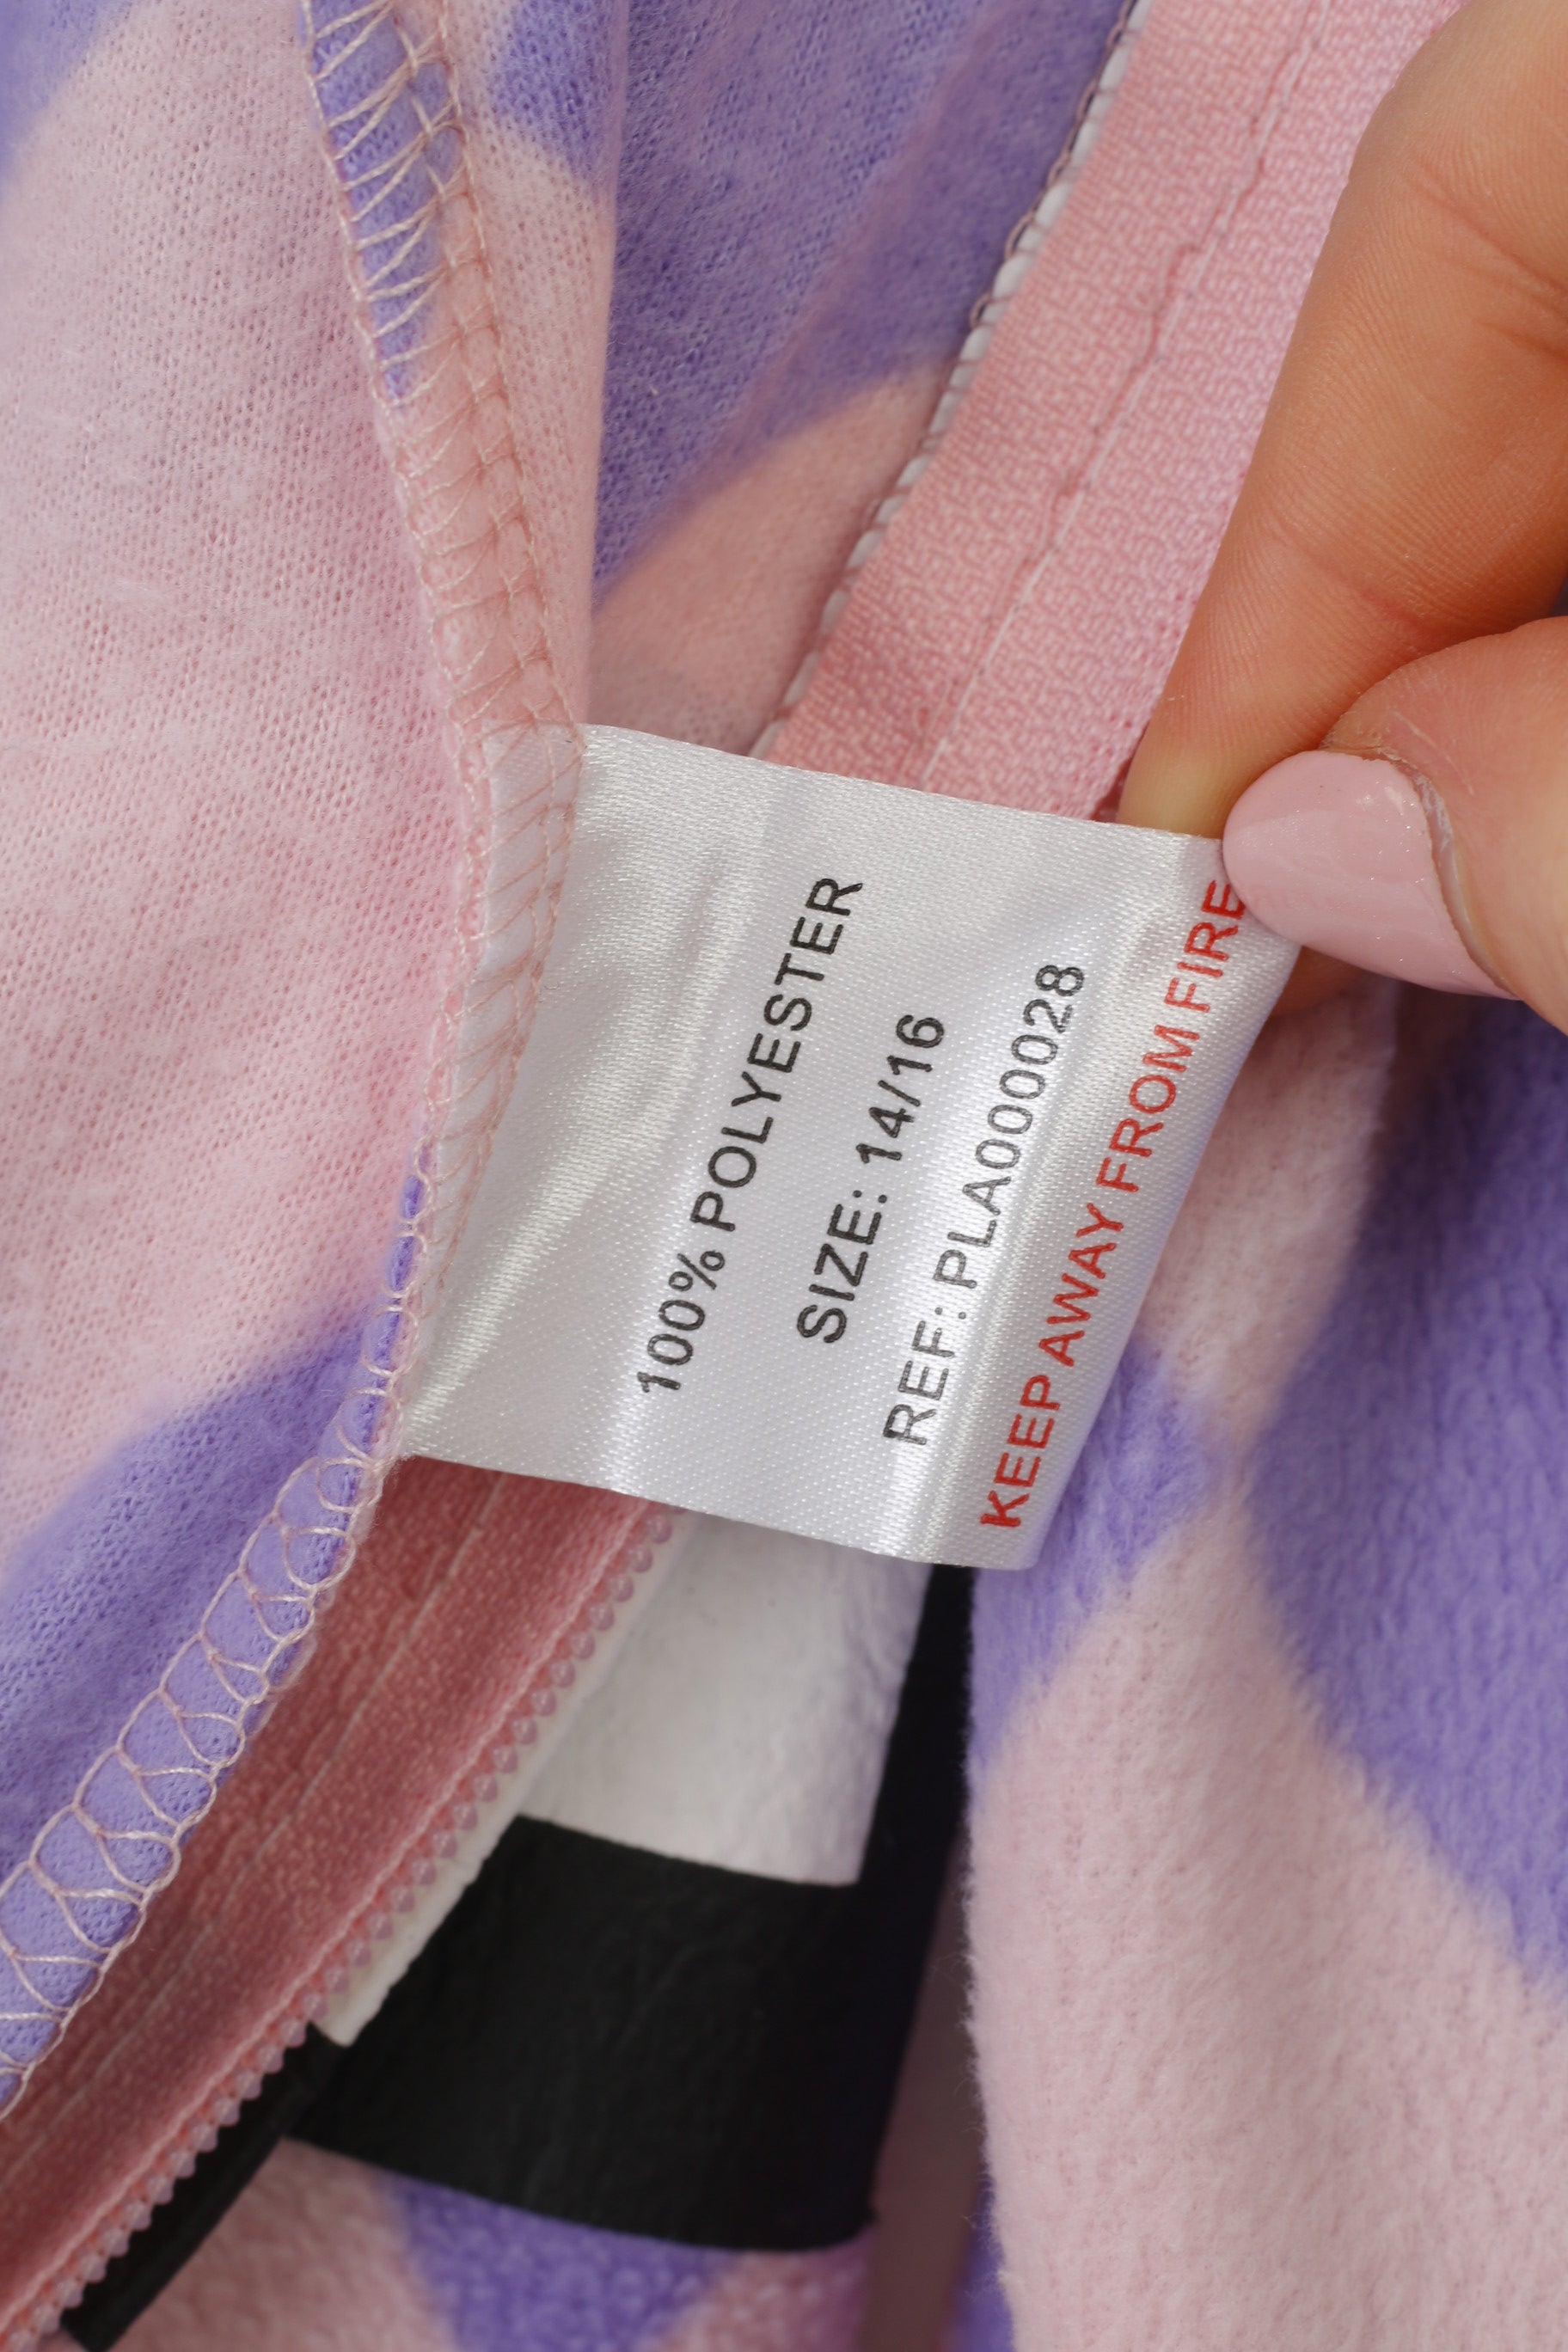 100% POLYESTER
SIZE: 14/16
REF: PLA000028
KEEP AWAY FROM FIRE